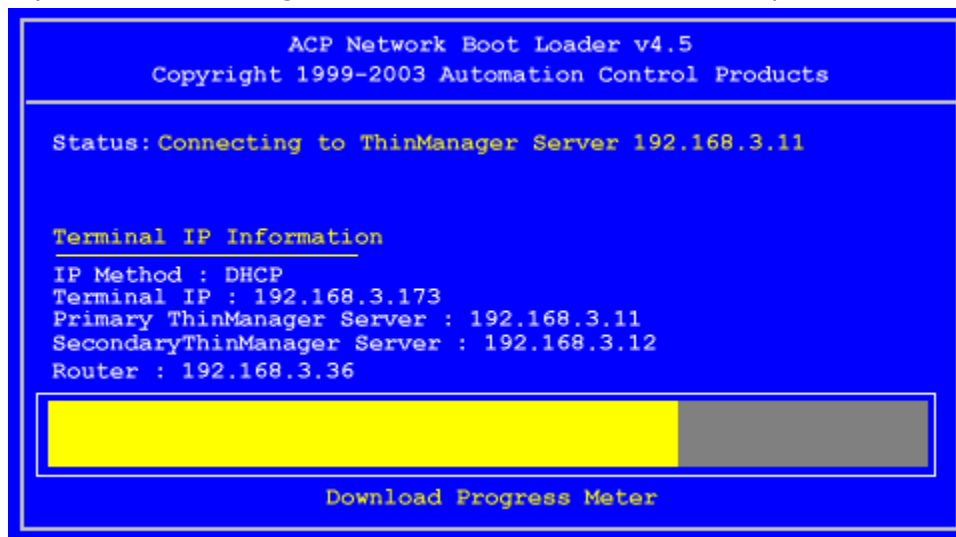 ACP Network Boot Loader v4.5
Copyright 1999-2003 Automation Control Products
Status: Connecting to ThinManager Server 192.168.3.11
Terminal IP Information
IP Method : DHCP
Terminal IP : 192.168.3.173
Primary ThinManager Server : 192.168.3.11
SecondaryThinManager Server : 192.168.3.12
Router : 192.168.3.36
Download Progress Meter